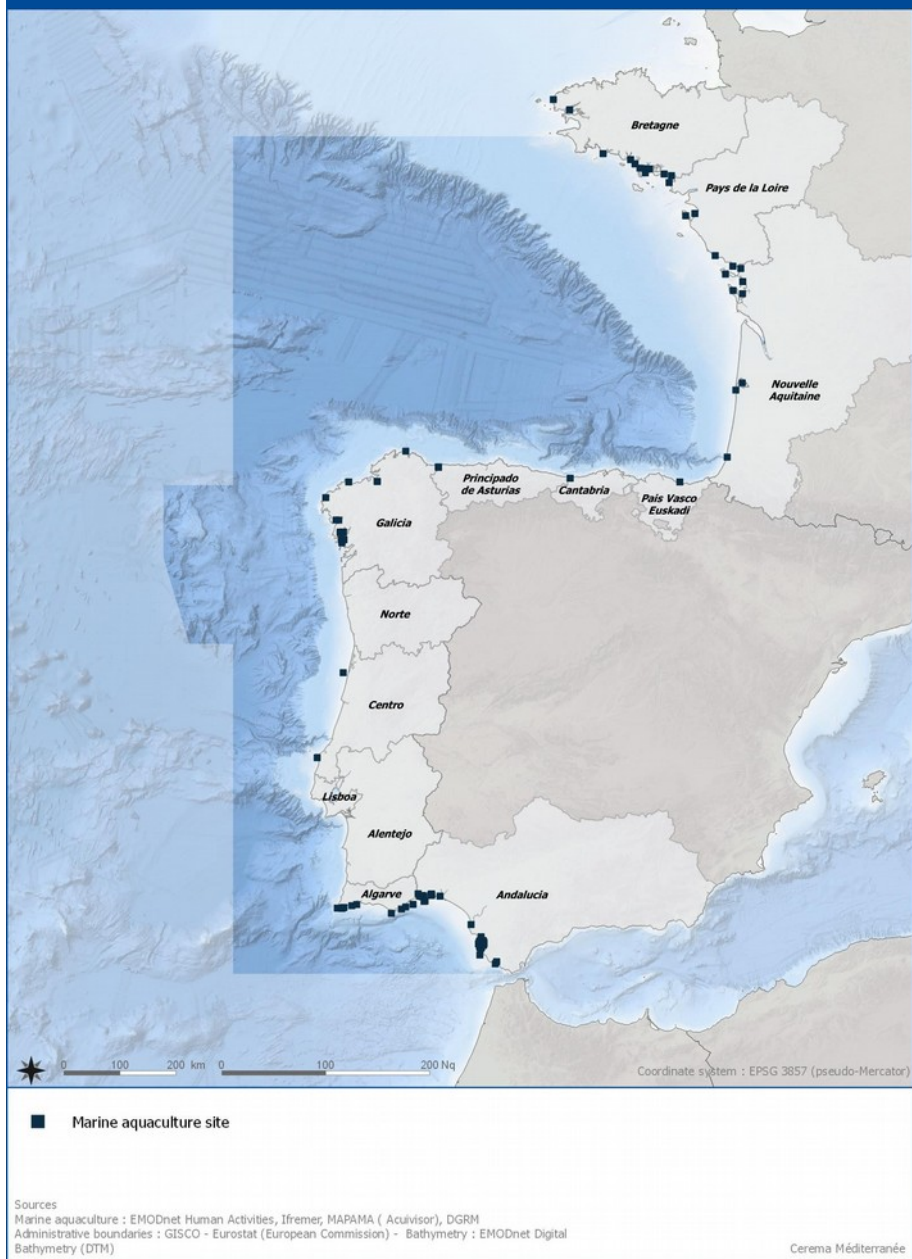 Bretagne
Pays de la Loire
Nouvelle
Aquitaine
Principado
de Asturias
Cantabria
Pais Vasco
Euskadi
Galicia
Norte
Centro
Lisboa
Alentejo
Algarve
Andalucia
0 100 200 km
0 100 200 Nq
Coordinate system : EPSG 3857 (pseudo-Mercator)
Marine aquaculture site
Sources
Marine aquaculture : EMODnet Human Activities, Ifremer, MAPAMA ( Acuivisor), DGRM
Administrative boundaries : GISCO - Eurostat (European Commission) - Bathymetry : EMODnet Digital
Bathymetry (DTM)
Cerema Méditerranée